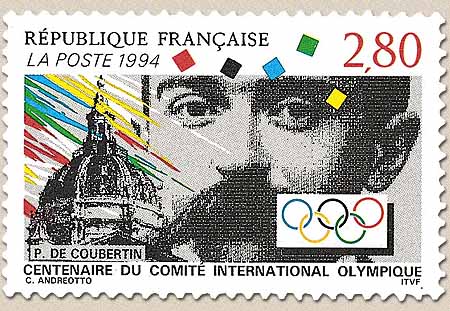 RÉPUBLIQUE FRANÇAISE 2,80
LA POSTE 1994
P. DE COUBERTIN
CENTENAIRE DU COMITÉ INTERNATIONAL OLYMPIQUE
C. ANDREOTTO ITVF